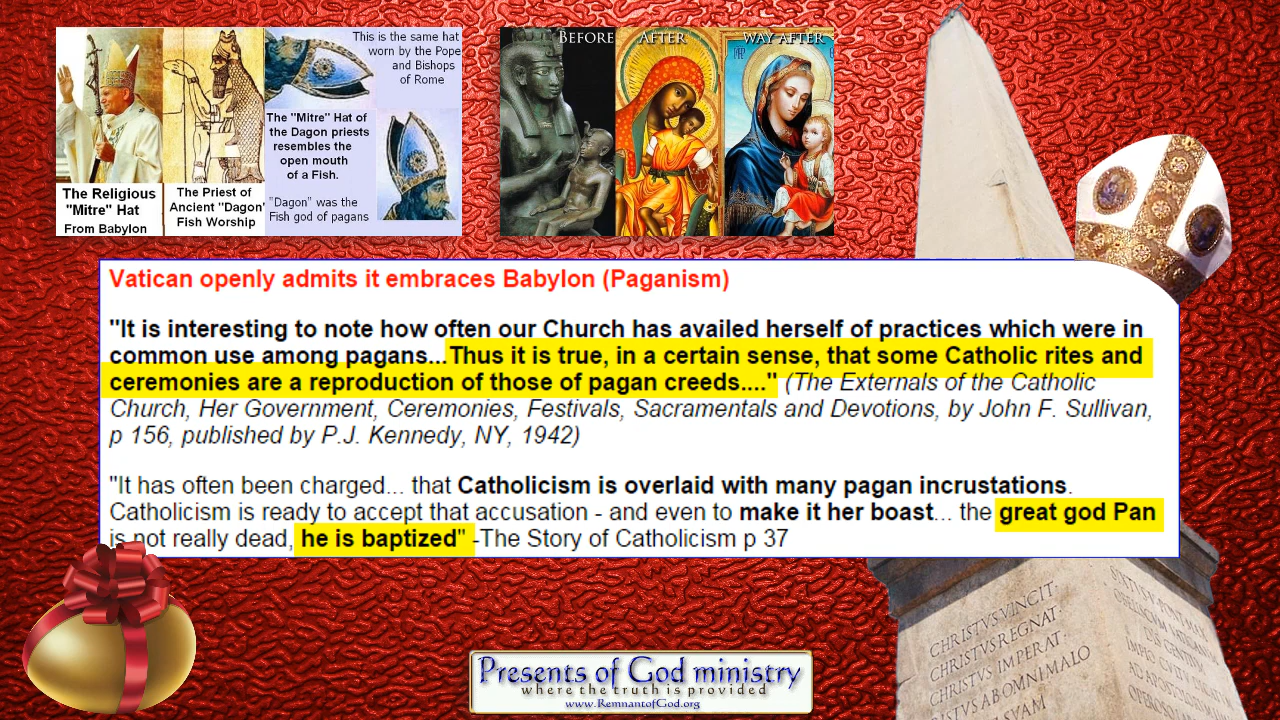 This is the same hat
worn by the Pope
and Bishops
of Rome
The "Mitre" Hat of
the Dagon priests
resembles the
open mouth
of a Fish.
"Dagon" was the
Fish god of pagans
The Religious
"Mitre" Hat
From Babylon
The Priest of
Ancient "Dagon'
Fish Worship
BEFORE
AFTER
WAY AFTER
Vatican openly admits it embraces Babylon (Paganism)
"It is interesting to note how often our Church has availed herself of practices which were in
common use among pagans...Thus it is true, in a certain sense, that some Catholic rites and
ceremonies are a reproduction of those of pagan creeds...." (The Externals of the Catholic
Church, Her Government, Ceremonies, Festivals, Sacramentals and Devotions, by John F. Sullivan,
p 156, published by P.J. Kennedy, NY, 1942)
"It has often been charged... that Catholicism is overlaid with many pagan incrustations.
Catholicism is ready to accept that accusation - and even to make it her boast... the great god Pan
is not really dead, he is baptized" -The Story of Catholicism p 37
CHRISTVS VINCIT
CHRISTVS REGNAT
CHRISTVS IMPERAT
AB OMNI MALO
Presents of God ministry
where the truth is provided
www.RemnantofGod.org